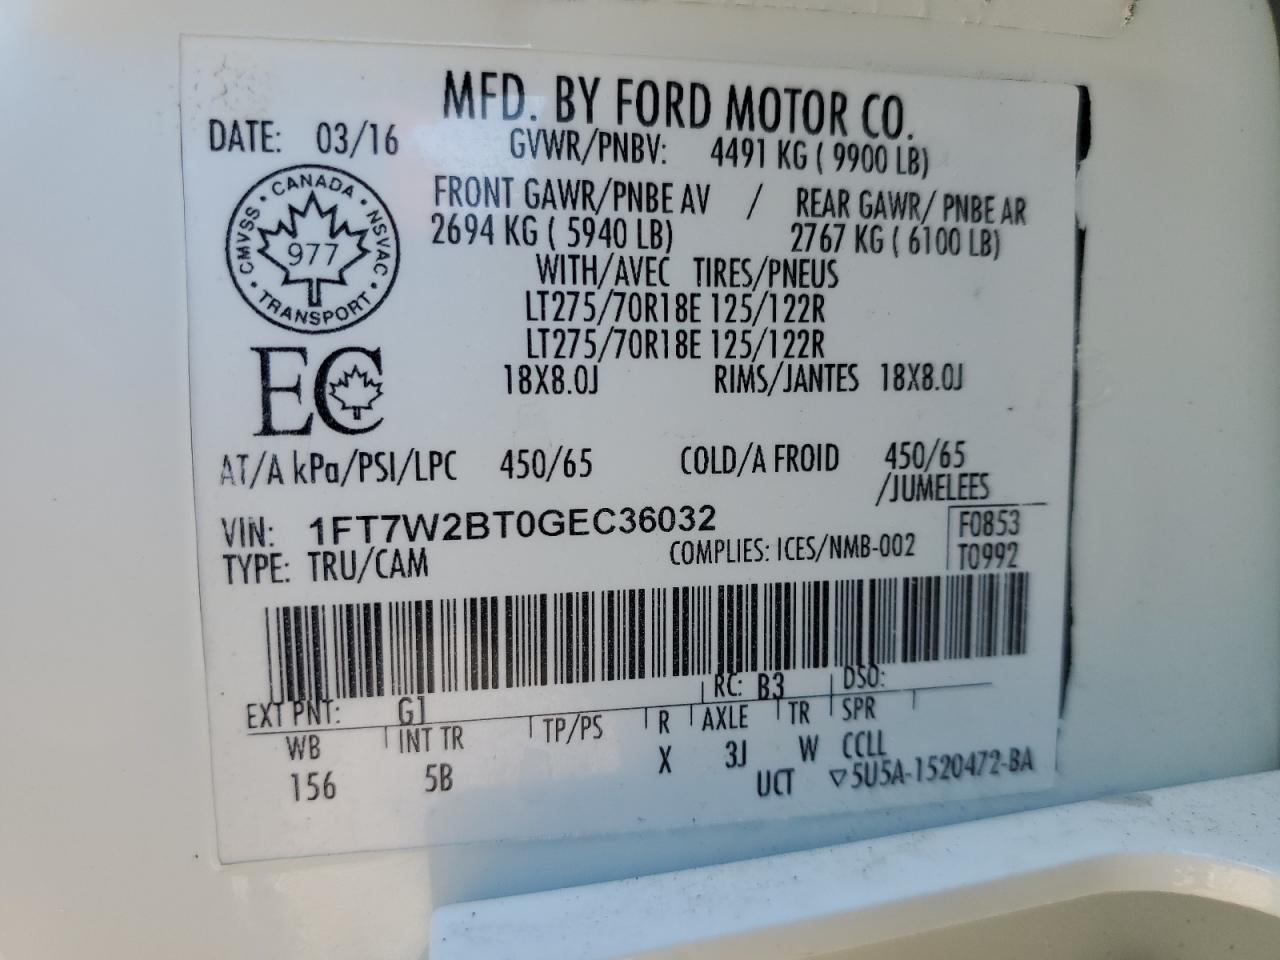 MFD. BY FORD MOTOR CO.
DATE: 03/16 GVWR/PNBV: 4491 KG ( 9900 LB)
FRONT GAWR/PNBE AV / REAR GAWR/ PNBE AR
2694 KG ( 5940 LB) 2767 KG ( 6100 LB)
WITH/AVEC TIRES/PNEUS
LT275/70R18E 125/122R
LT275/70R18E 125/122R
18X8.0J RIMS/JANTES 18X8.0J
CANADA · NSVAC · TRANSPORT · CMVSS ·
977
EC
AT/A kPa/PSI/LPC 450/65 COLD/A FROID 450/65
/JUMELEES
VIN: 1FT7W2BT0GEC36032 F0853
TYPE: TRU/CAM COMPLIES: ICES/NMB-002 T0992
EXT PNT: G1 RC: B3 DSO:
WB INT TR TP/PS R AXLE TR SPR
156 5B X 3J W CCLL
UCT ▽5U5A-1520472-BA